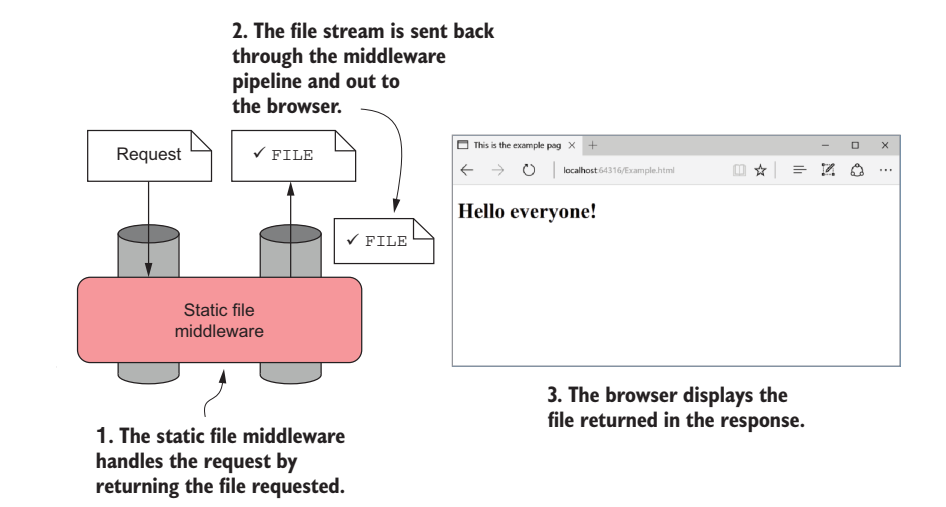 2. The file stream is sent back
through the middleware
pipeline and out to
the browser.
Request
✓ FILE
✓ FILE
Static file
middleware
1. The static file middleware
handles the request by
returning the file requested.
This is the example pag
localhost:64316/Example.html
Hello everyone!
3. The browser displays the
file returned in the response.